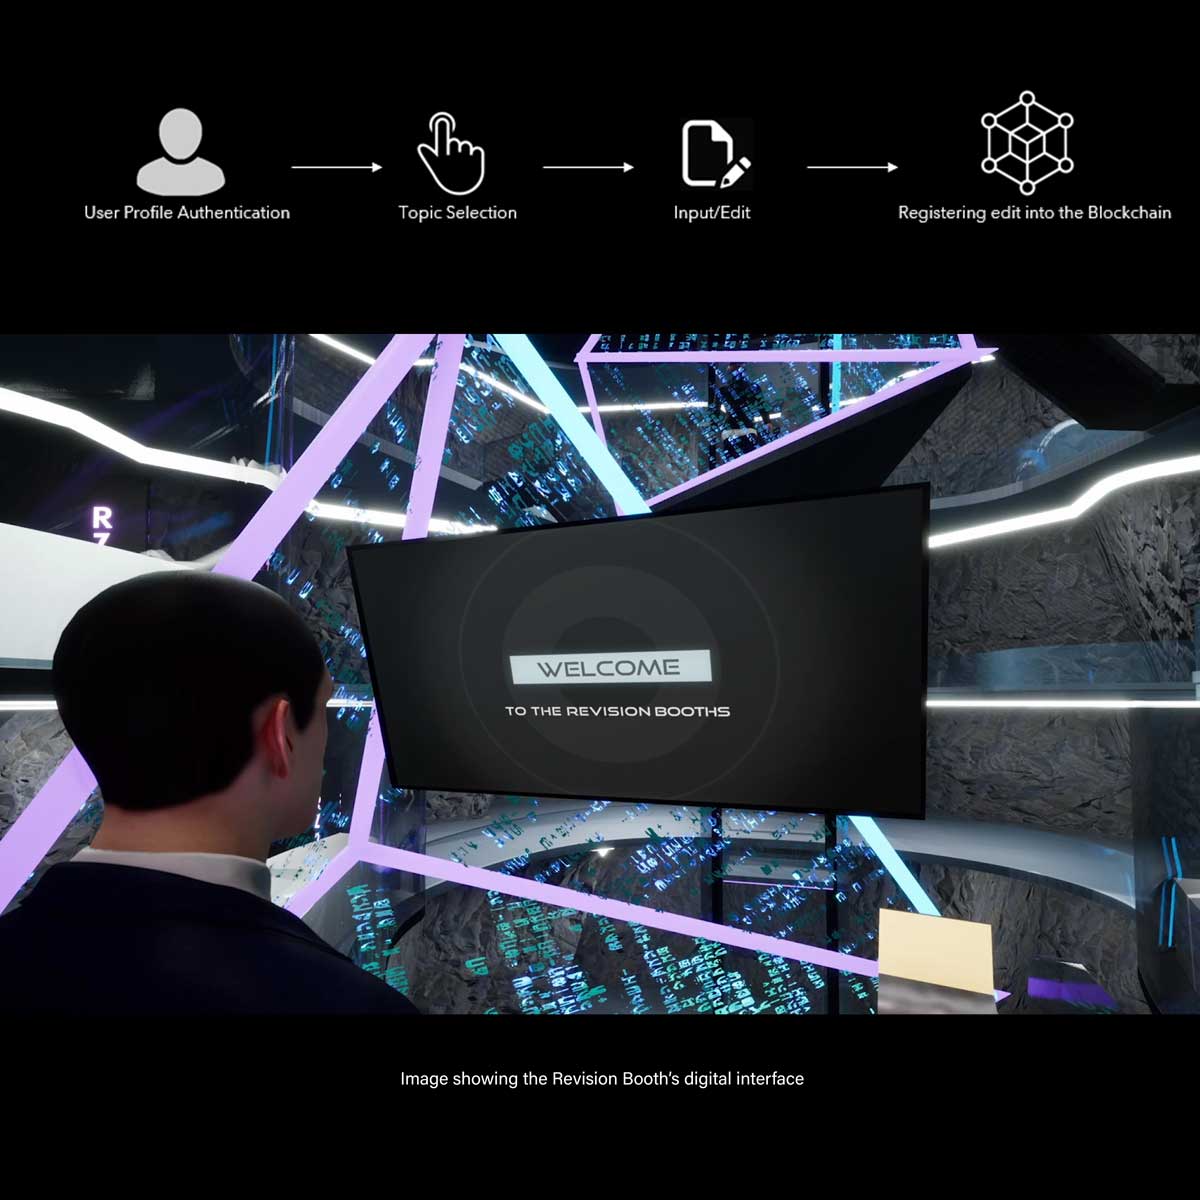 User Profile Authentication
Topic Selection
Input/Edit
Registering edit into the Blockchain
R
WELCOME
TO THE REVISION BOOTHS
Image showing the Revision Booth's digital interface